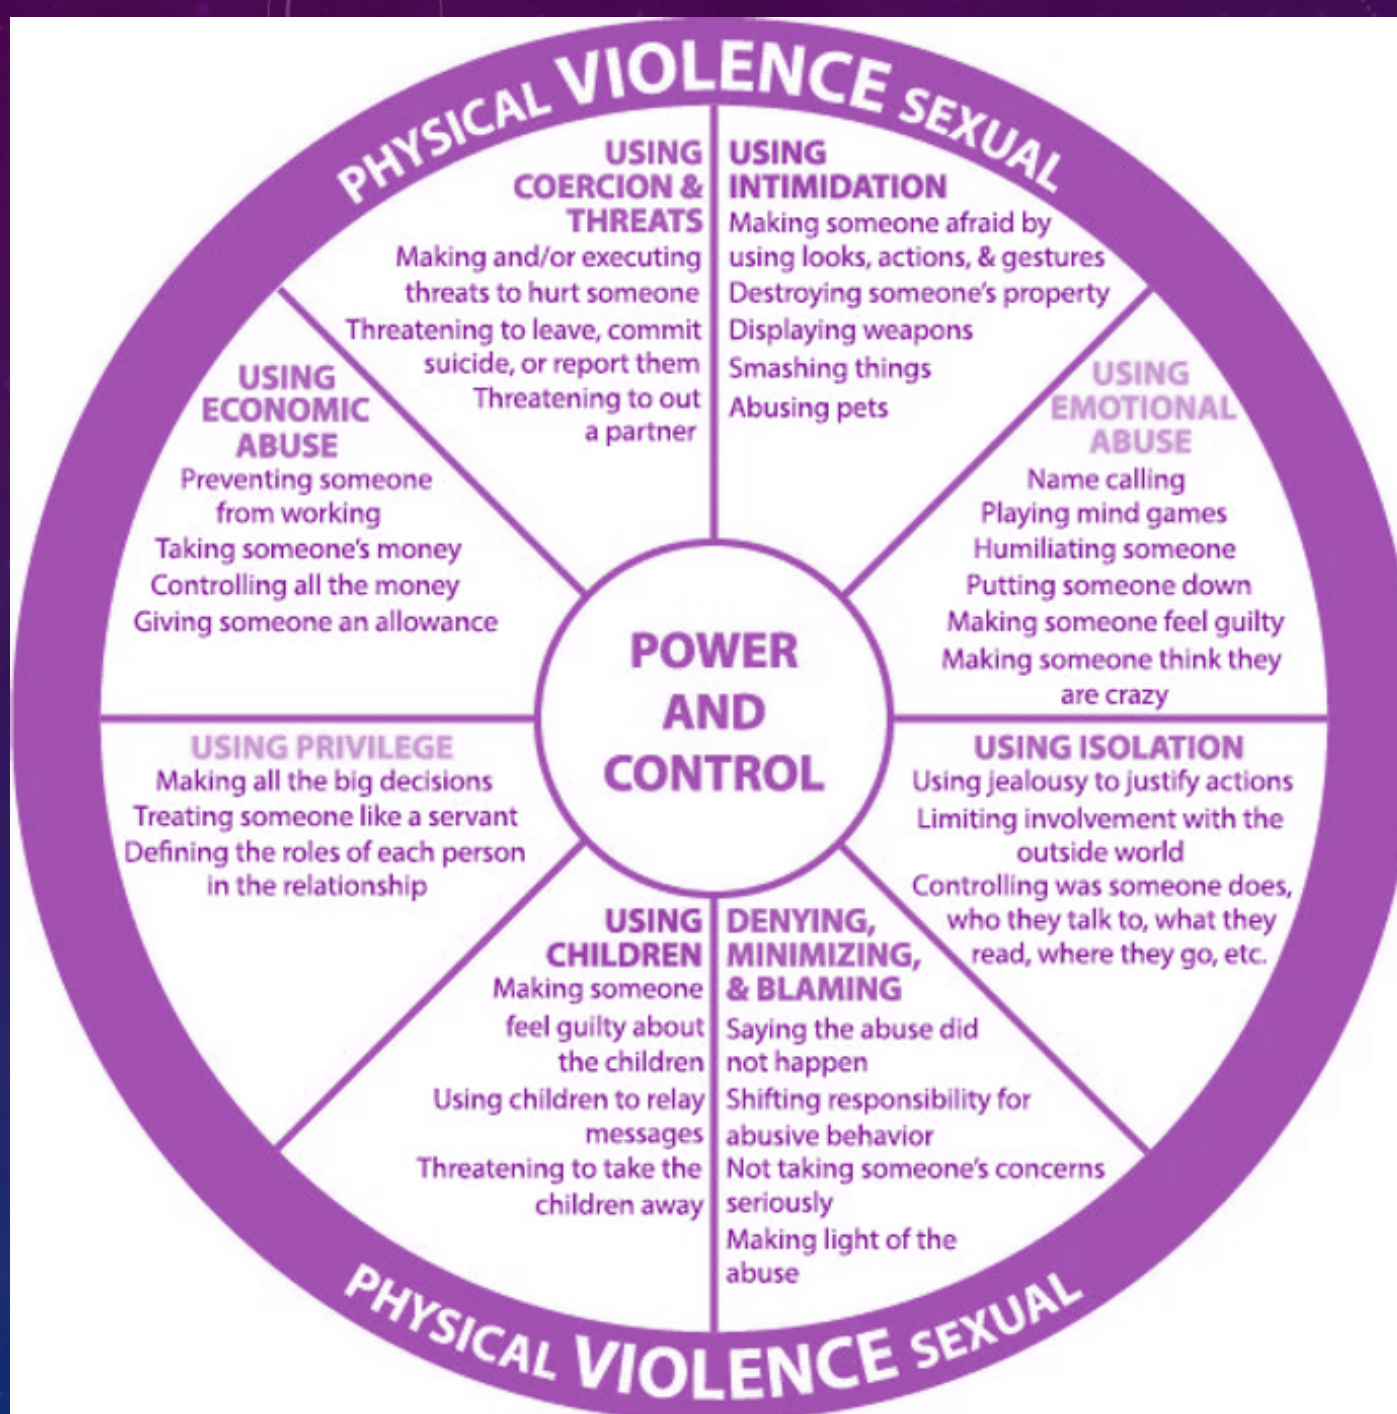 PHYSICAL VIOLENCE SEXUAL
USING
COERCION &
THREATS
Making and/or executing
threats to hurt someone
Threatening to leave, commit
suicide, or report them
Threatening to out
a partner
USING
INTIMIDATION
Making someone afraid by
using looks, actions, & gestures
Destroying someone's property
Displaying weapons
Smashing things
Abusing pets
USING
ECONOMIC
ABUSE
Preventing someone
from working
Taking someone's money
Controlling all the money
Giving someone an allowance
USING
EMOTIONAL
ABUSE
Name calling
Playing mind games
Humiliating someone
Putting someone down
Making someone feel guilty
Making someone think they
are crazy
POWER
AND
CONTROL
USING PRIVILEGE
Making all the big decisions
Treating someone like a servant
Defining the roles of each person
in the relationship
USING ISOLATION
Using jealousy to justify actions
Limiting involvement with the
outside world
Controlling was someone does,
who they talk to, what they
read, where they go, etc.
USING
CHILDREN
Making someone
feel guilty about
the children
Using children to relay
messages
Threatening to take the
children away
DENYING,
MINIMIZING,
& BLAMING
Saying the abuse did
not happen
Shifting responsibility for
abusive behavior
Not taking someone's concerns
seriously
Making light of the
abuse
PHYSICAL VIOLENCE SEXUAL